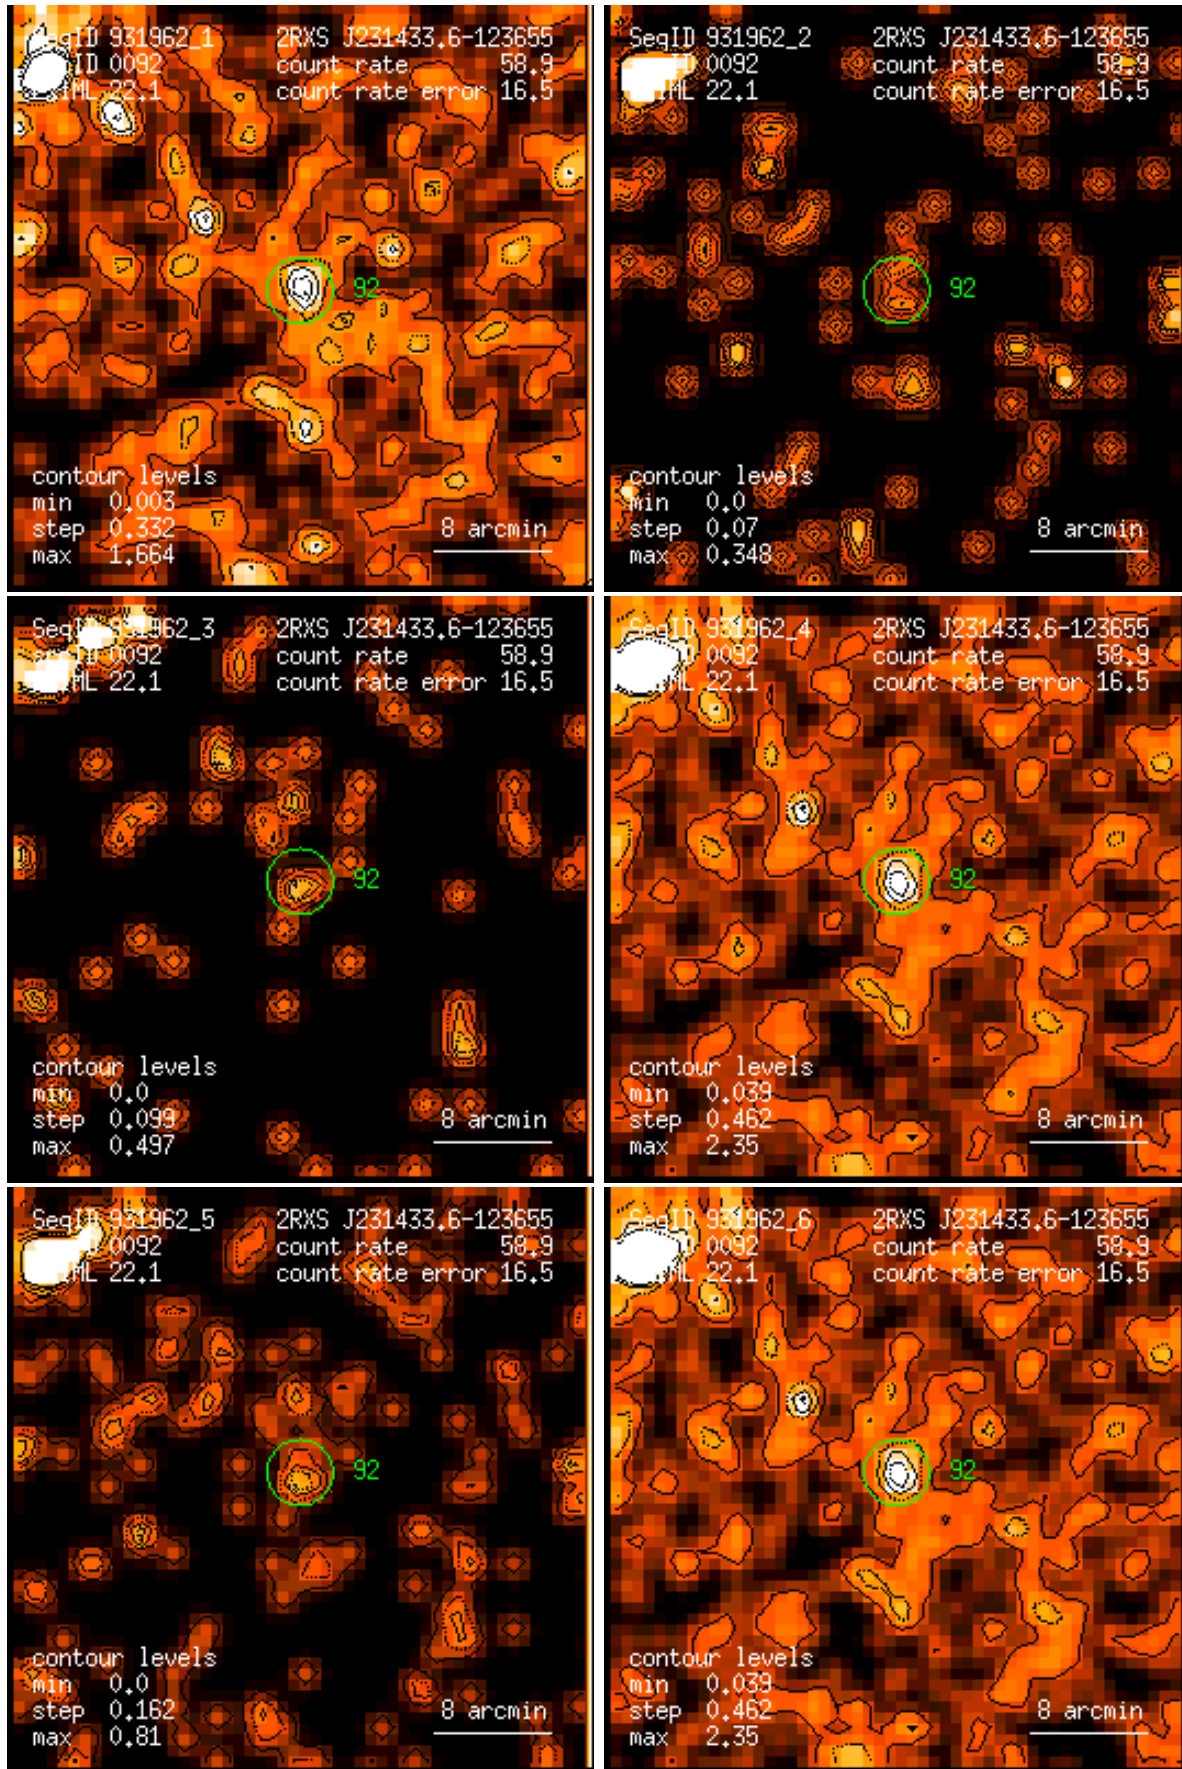 SeqID 931962_1 2RXS J231433.6-123655
ID 0092 count rate 58.9
ML 22.1 count rate error 16.5
92
contour levels
min 0.003
step 0.332
max 1.664
8 arcmin
SeqID 931962_2 2RXS J231433.6-123655
ID 0092 count rate 58.9
ML 22.1 count rate error 16.5
92
contour levels
min 0.0
step 0.07
max 0.348
8 arcmin
SeqID 931962_3 2RXS J231433.6-123655
ID 0092 count rate 58.9
ML 22.1 count rate error 16.5
92
contour levels
min 0.0
step 0.099
max 0.497
8 arcmin
SeqID 931962_4 2RXS J231433.6-123655
ID 0092 count rate 58.9
ML 22.1 count rate error 16.5
92
contour levels
min 0.039
step 0.462
max 2.35
8 arcmin
SeqID 931962_5 2RXS J231433.6-123655
ID 0092 count rate 58.9
ML 22.1 count rate error 16.5
92
contour levels
min 0.0
step 0.162
max 0.81
8 arcmin
SeqID 931962_6 2RXS J231433.6-123655
ID 0092 count rate 58.9
ML 22.1 count rate error 16.5
92
contour levels
min 0.039
step 0.462
max 2.35
8 arcmin